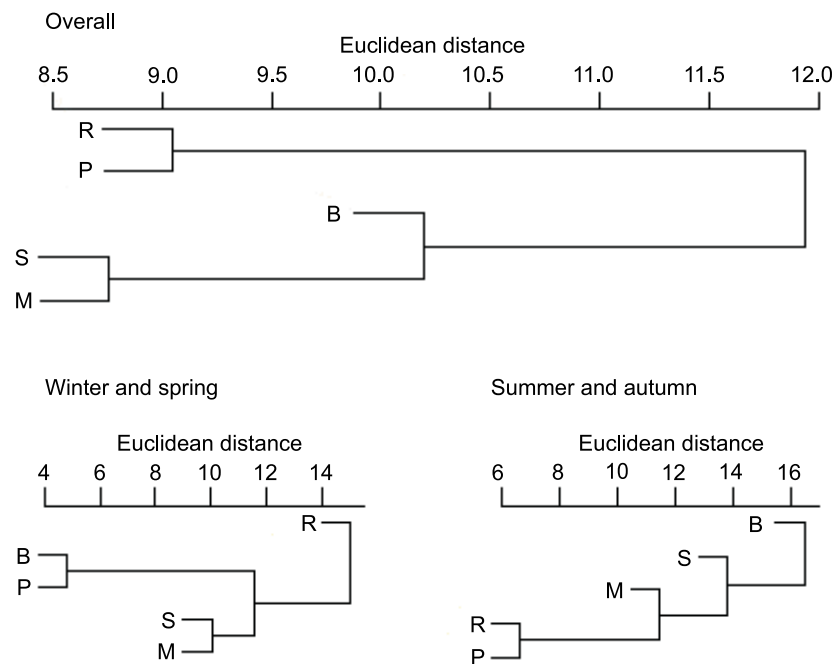 Overall
Euclidean distance
8.5 9.0 9.5 10.0 10.5 11.0 11.5 12.0
R
P
B
S
M
Winter and spring
Euclidean distance
4 6 8 10 12 14
R
B
P
S
M
Summer and autumn
Euclidean distance
6 8 10 12 14 16
B
S
M
R
P